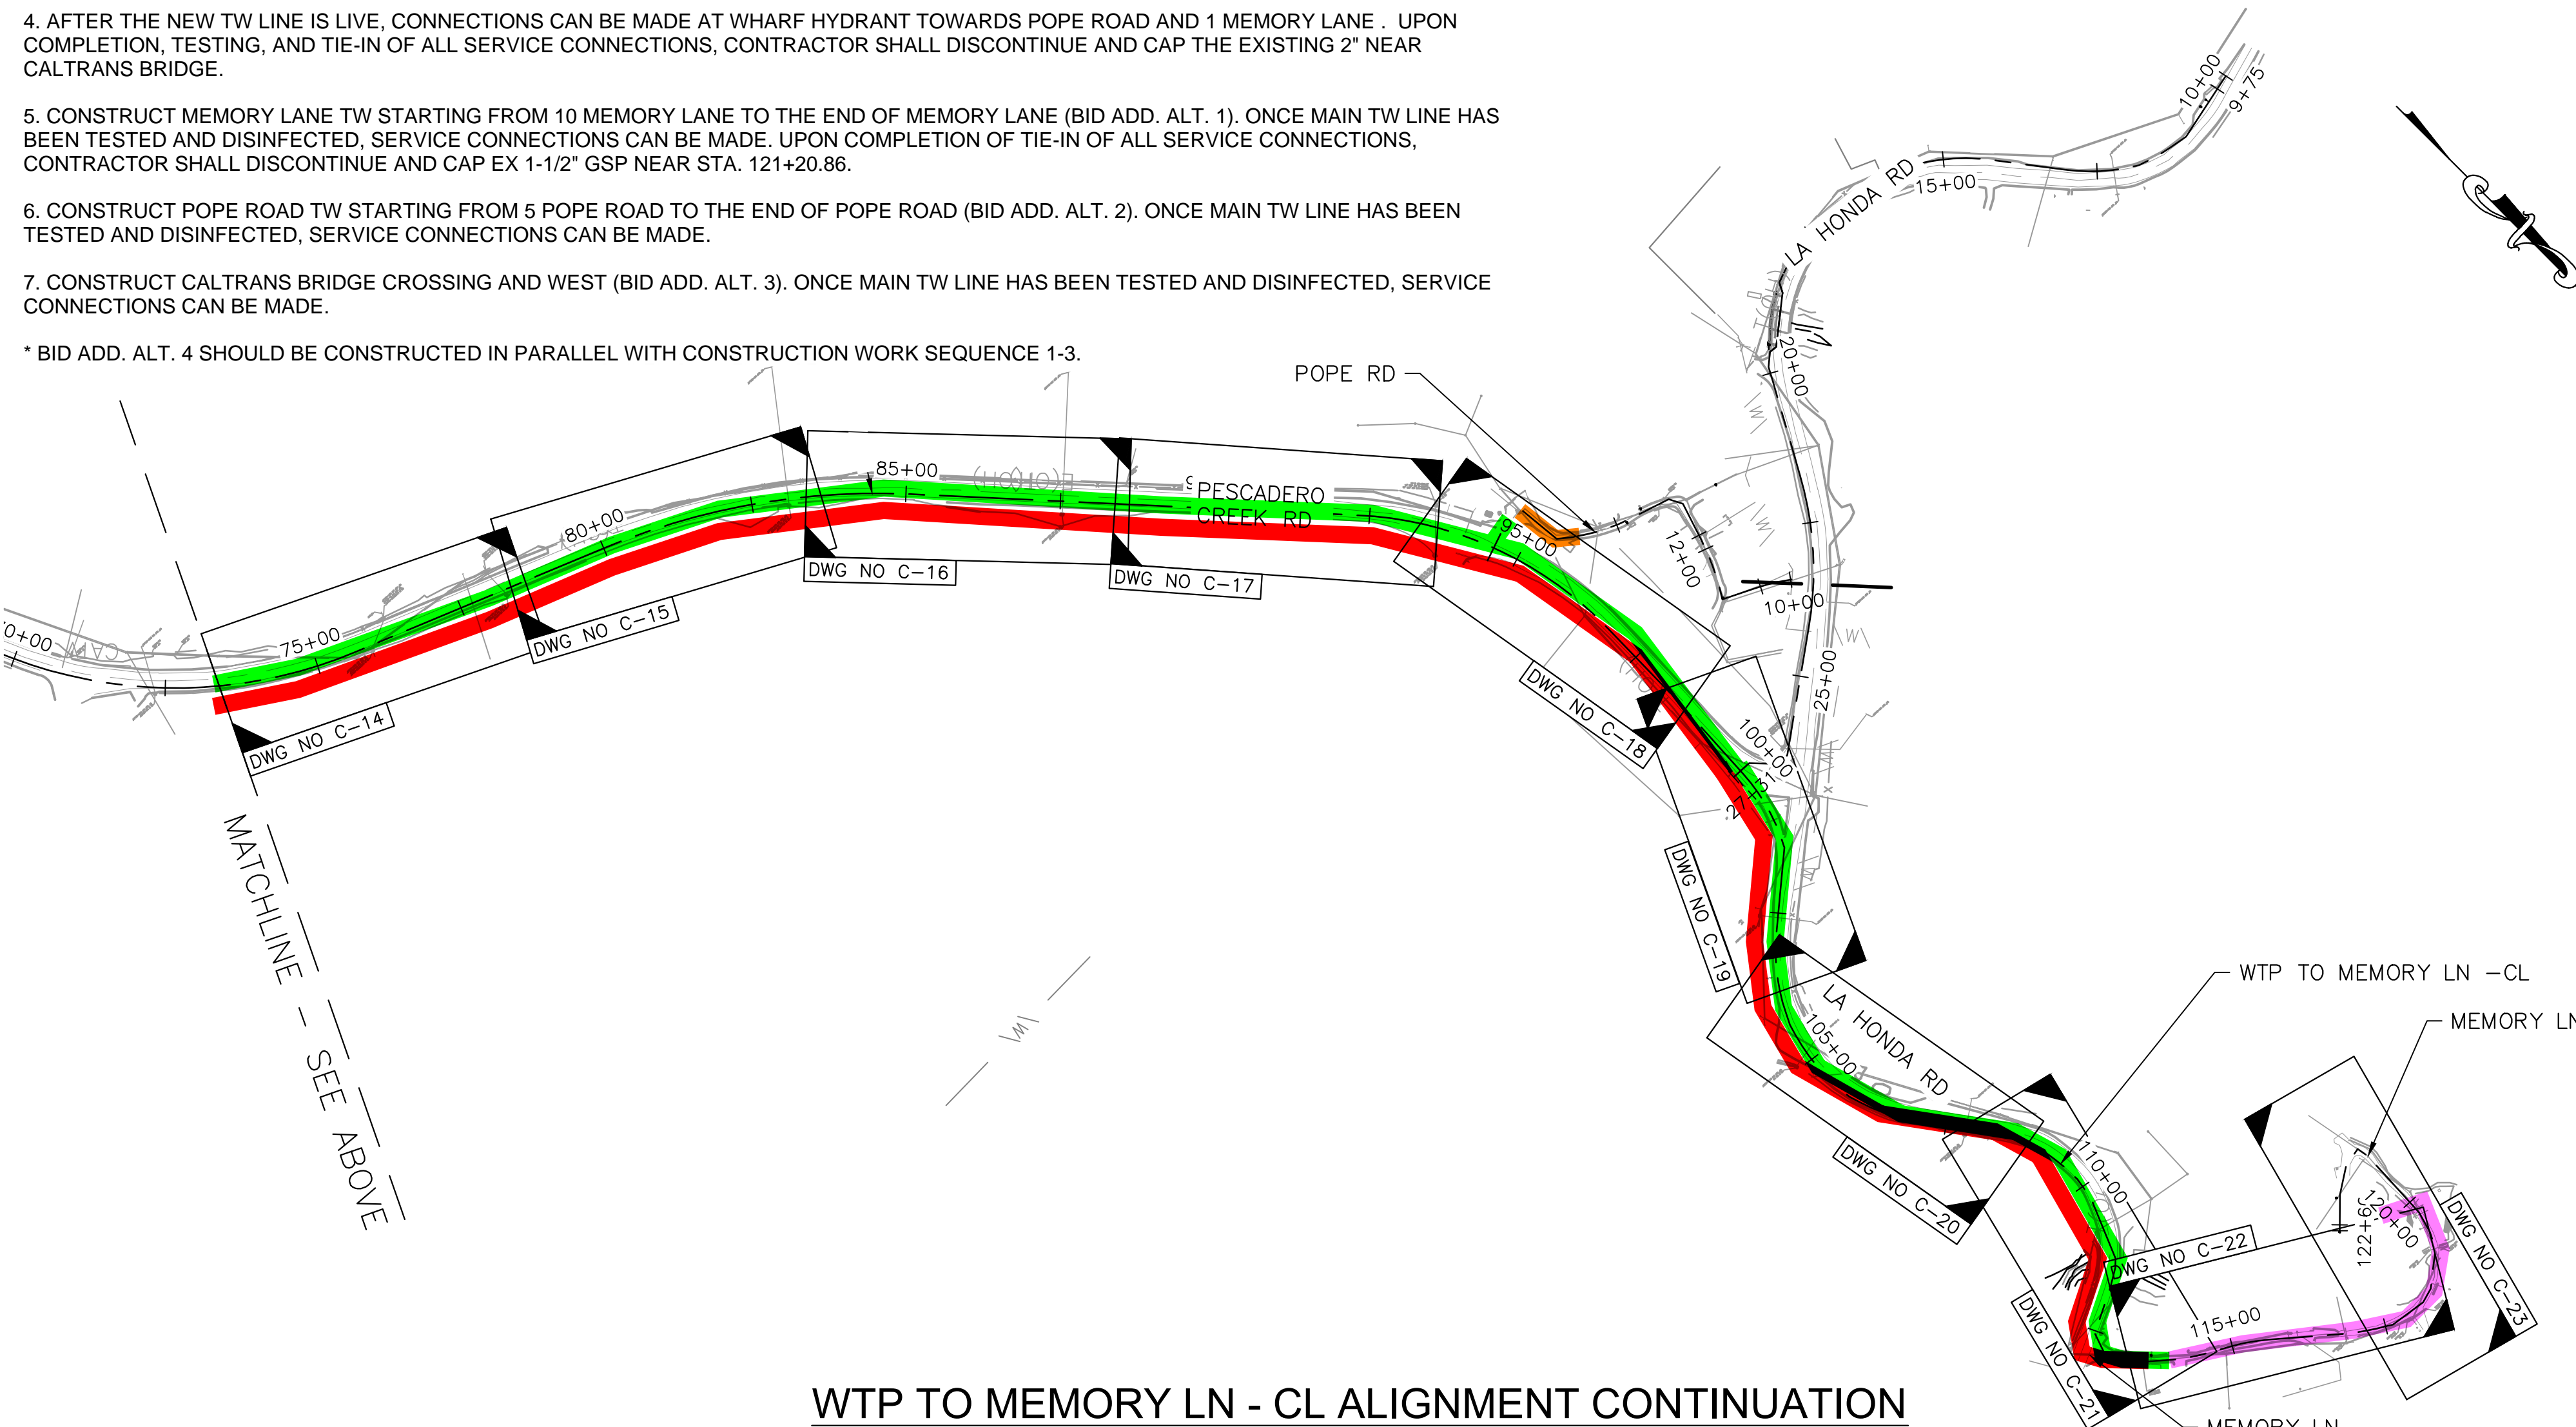 4. AFTER THE NEW TW LINE IS LIVE, CONNECTIONS CAN BE MADE AT WHARF HYDRANT TOWARDS POPE ROAD AND 1 MEMORY LANE . UPON
COMPLETION, TESTING, AND TIE-IN OF ALL SERVICE CONNECTIONS, CONTRACTOR SHALL DISCONTINUE AND CAP THE EXISTING 2" NEAR
CALTRANS BRIDGE.
5. CONSTRUCT MEMORY LANE TW STARTING FROM 10 MEMORY LANE TO THE END OF MEMORY LANE (BID ADD. ALT. 1). ONCE MAIN TW LINE HAS
BEEN TESTED AND DISINFECTED, SERVICE CONNECTIONS CAN BE MADE. UPON COMPLETION OF TIE-IN OF ALL SERVICE CONNECTIONS,
CONTRACTOR SHALL DISCONTINUE AND CAP EX 1-1/2" GSP NEAR STA. 121+20.86.
6. CONSTRUCT POPE ROAD TW STARTING FROM 5 POPE ROAD TO THE END OF POPE ROAD (BID ADD. ALT. 2). ONCE MAIN TW LINE HAS BEEN
TESTED AND DISINFECTED, SERVICE CONNECTIONS CAN BE MADE.
7. CONSTRUCT CALTRANS BRIDGE CROSSING AND WEST (BID ADD. ALT. 3). ONCE MAIN TW LINE HAS BEEN TESTED AND DISINFECTED, SERVICE
CONNECTIONS CAN BE MADE.
* BID ADD. ALT. 4 SHOULD BE CONSTRUCTED IN PARALLEL WITH CONSTRUCTION WORK SEQUENCE 1-3.
10+00
9+75
LA HONDA RD
15+00
20+00
POPE RD
85+00
PESCADERO
CREEK RD
80+00
95+00
12+00
10+00
DWG NO C-16
DWG NO C-17
DWG NO C-15
75+00
0+00
25+00
DWG NO C-18
DWG NO C-14
100+00
MATCHLINE - SEE ABOVE
DWG NO C-19
WTP TO MEMORY LN -CL
LA HONDA RD
105+00
MEMORY LN
DWG NO C-20
110+00
120+00
DWG NO C-22
DWG NO C-23
115+00
DWG NO C-21
WTP TO MEMORY LN - CL ALIGNMENT CONTINUATION
MEMORY LN